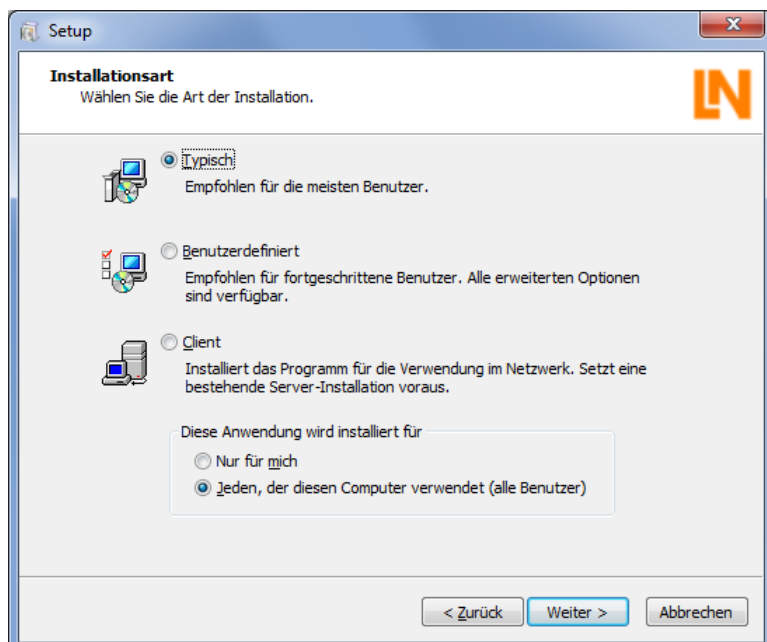 Setup
Installationsart
Wählen Sie die Art der Installation.
LN
Typisch
Empfohlen für die meisten Benutzer.
Benutzerdefiniert
Empfohlen für fortgeschrittene Benutzer. Alle erweiterten Optionen
sind verfügbar.
Client
Installiert das Programm für die Verwendung im Netzwerk. Setzt eine
bestehende Server-Installation voraus.
Diese Anwendung wird installiert für
Nur für mich
Jeden, der diesen Computer verwendet (alle Benutzer)
< Zurück
Weiter >
Abbrechen